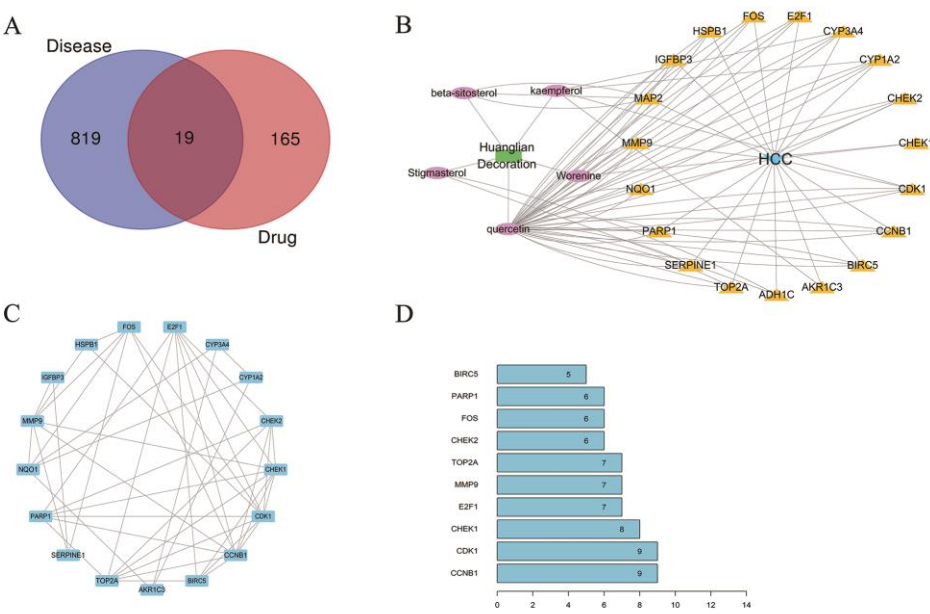 A
Disease
819
19
165
Drug
B
FOS
E2F1
HSPB1
CYP3A4
IGFBP3
CYP1A2
beta-sitosterol
kaempferol
MAP2
CHEK2
MMP9
CHEK1
Huanglian
Decoration
HCC
Stigmasterol
Worenine
NQO1
CDK1
quercetin
PARP1
CCNB1
SERPINE1
BIRC5
TOP2A
ADH1C
AKR1C3
C
FOS
E2F1
HSPB1
CYP3A4
IGFBP3
CYP1A2
MMP9
CHEK2
NQO1
CHEK1
PARP1
CDK1
SERPINE1
CCNB1
TOP2A
AKR1C3
BIRC5
D
BIRC5
5
PARP1
6
FOS
6
CHEK2
6
TOP2A
7
MMP9
7
E2F1
7
CHEK1
8
CDK1
9
CCNB1
9
0 2 4 6 8 10 12 14